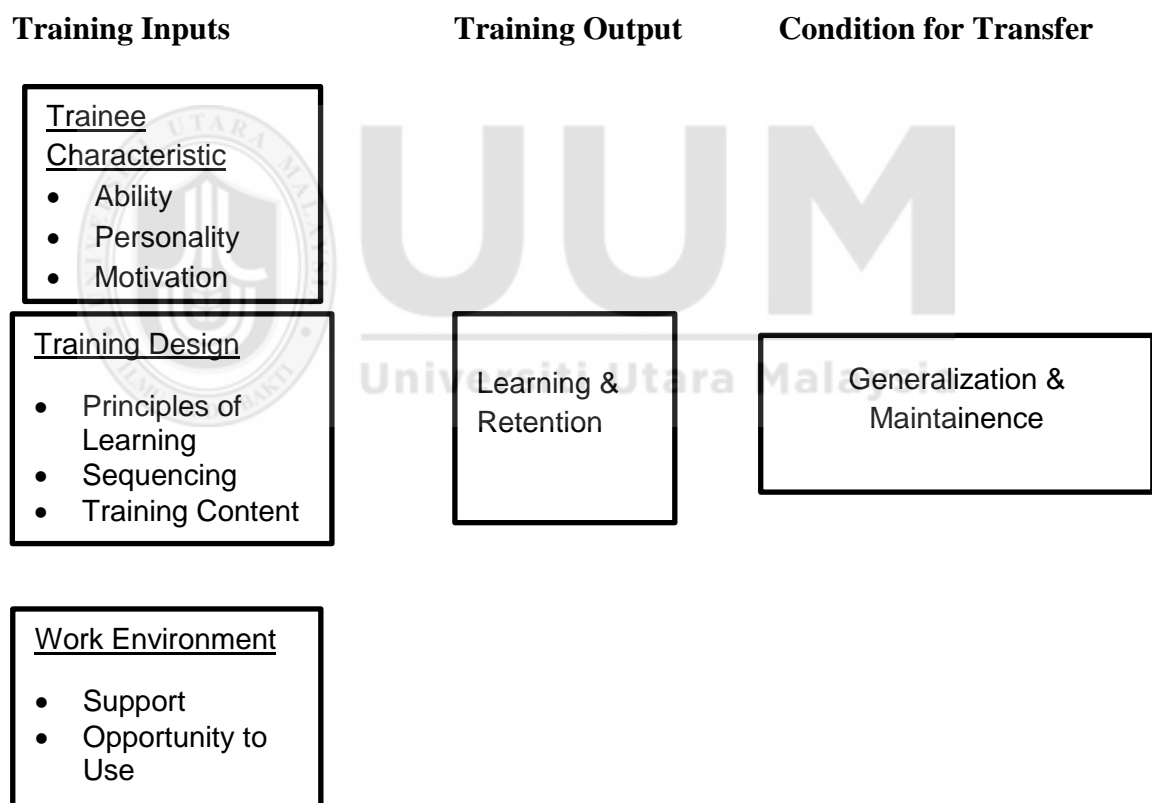 Training Inputs Training Output Condition for Transfer
Trainee
Characteristic
• Ability
• Personality
• Motivation
Training Design
• Principles of
Learning
• Sequencing
• Training Content
Learning &
Retention
Generalization &
Maintainence
Work Environment
• Support
• Opportunity to
Use
UUM
Universiti Utara Malaysia